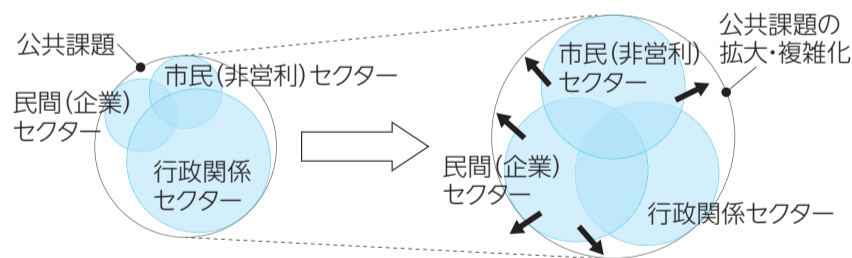 公共課題
市民(非営利)セクター
民間(企業)
セクター
行政関係
セクター
公共課題の
拡大・複雑化
市民(非営利)
セクター
民間(企業)
セクター
行政関係セクター